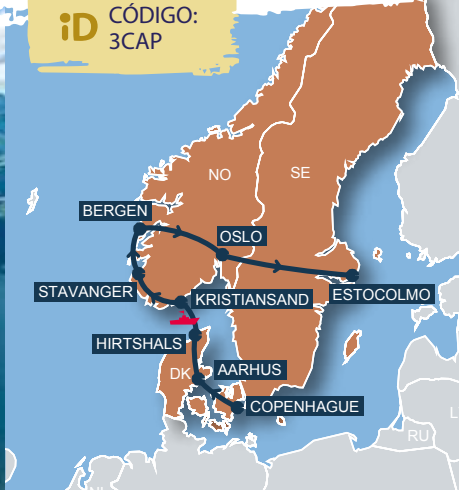 iD CÓDIGO:
3CAP
NO
SE
BERGEN
OSLO
STAVANGER
KRISTIANSAND
ESTOCOLMO
HIRTSHALS
DK
AARHUS
COPENHAGUE
RU